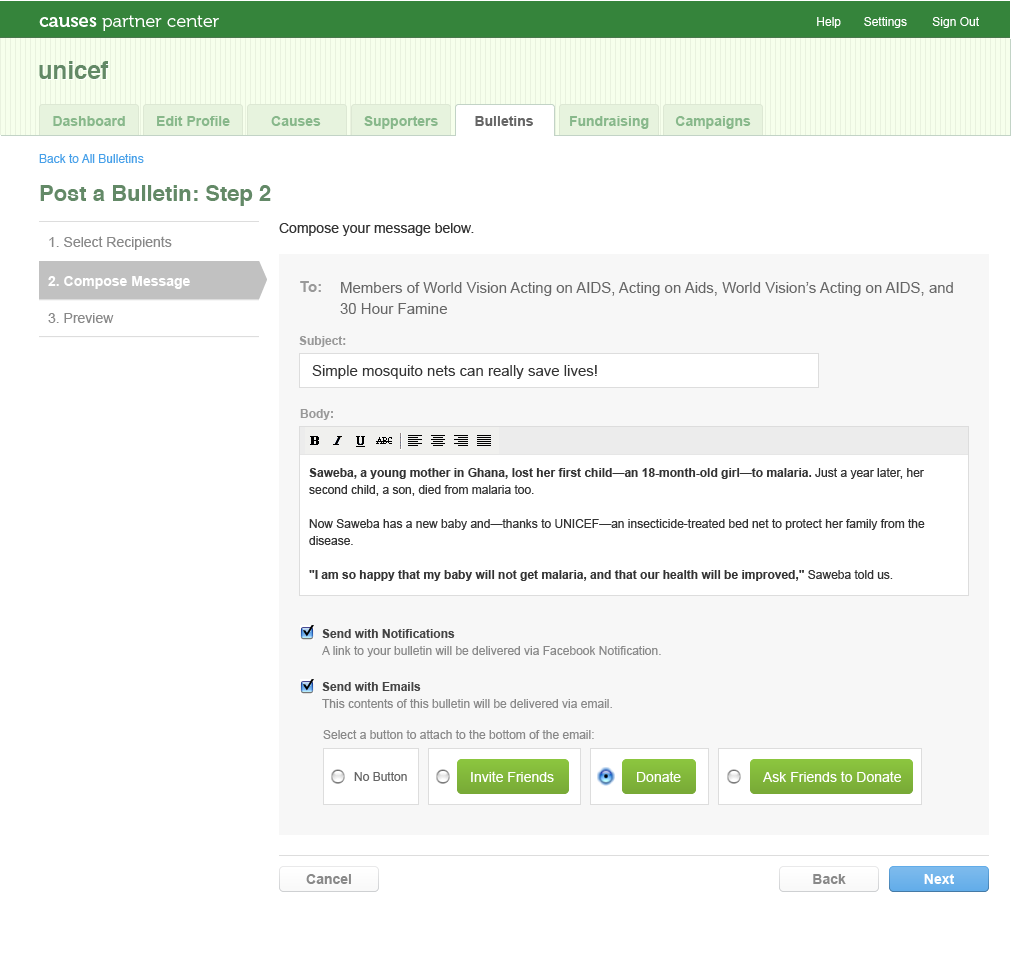 causes partner center
Help Settings Sign Out
unicef
Dashboard Edit Profile Causes Supporters Bulletins Fundraising Campaigns
Back to All Bulletins
Post a Bulletin: Step 2
1. Select Recipients
2. Compose Message
3. Preview
Compose your message below.
To: Members of World Vision Acting on AIDS, Acting on Aids, World Vision’s Acting on AIDS, and
30 Hour Famine
Subject:
Simple mosquito nets can really save lives!
Body:
B I U ABC
Saweba, a young mother in Ghana, lost her first child—an 18-month-old girl—to malaria. Just a year later, her
second child, a son, died from malaria too.
Now Saweba has a new baby and—thanks to UNICEF—an insecticide-treated bed net to protect her family from the
disease.
"I am so happy that my baby will not get malaria, and that our health will be improved," Saweba told us.
Send with Notifications
A link to your bulletin will be delivered via Facebook Notification.
Send with Emails
This contents of this bulletin will be delivered via email.
Select a button to attach to the bottom of the email:
No Button Invite Friends Donate Ask Friends to Donate
Cancel Back Next